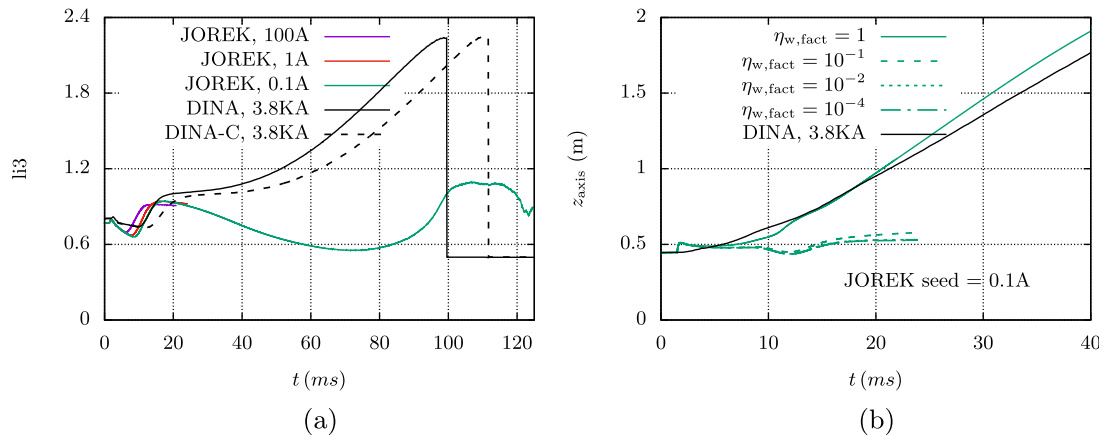 2.4
1.8
1.2
0.6
0
li3
JOREK, 100A
JOREK, 1A
JOREK, 0.1A
DINA, 3.8KA
DINA-C, 3.8KA
0 20 40 60 80 100 120
t (ms)
(a)
2
1.5
1
0.5
0
z_axis (m)
η_w,fact = 1
η_w,fact = 10⁻¹
η_w,fact = 10⁻²
η_w,fact = 10⁻⁴
DINA, 3.8KA
JOREK seed = 0.1A
0 10 20 30 40
t (ms)
(b)